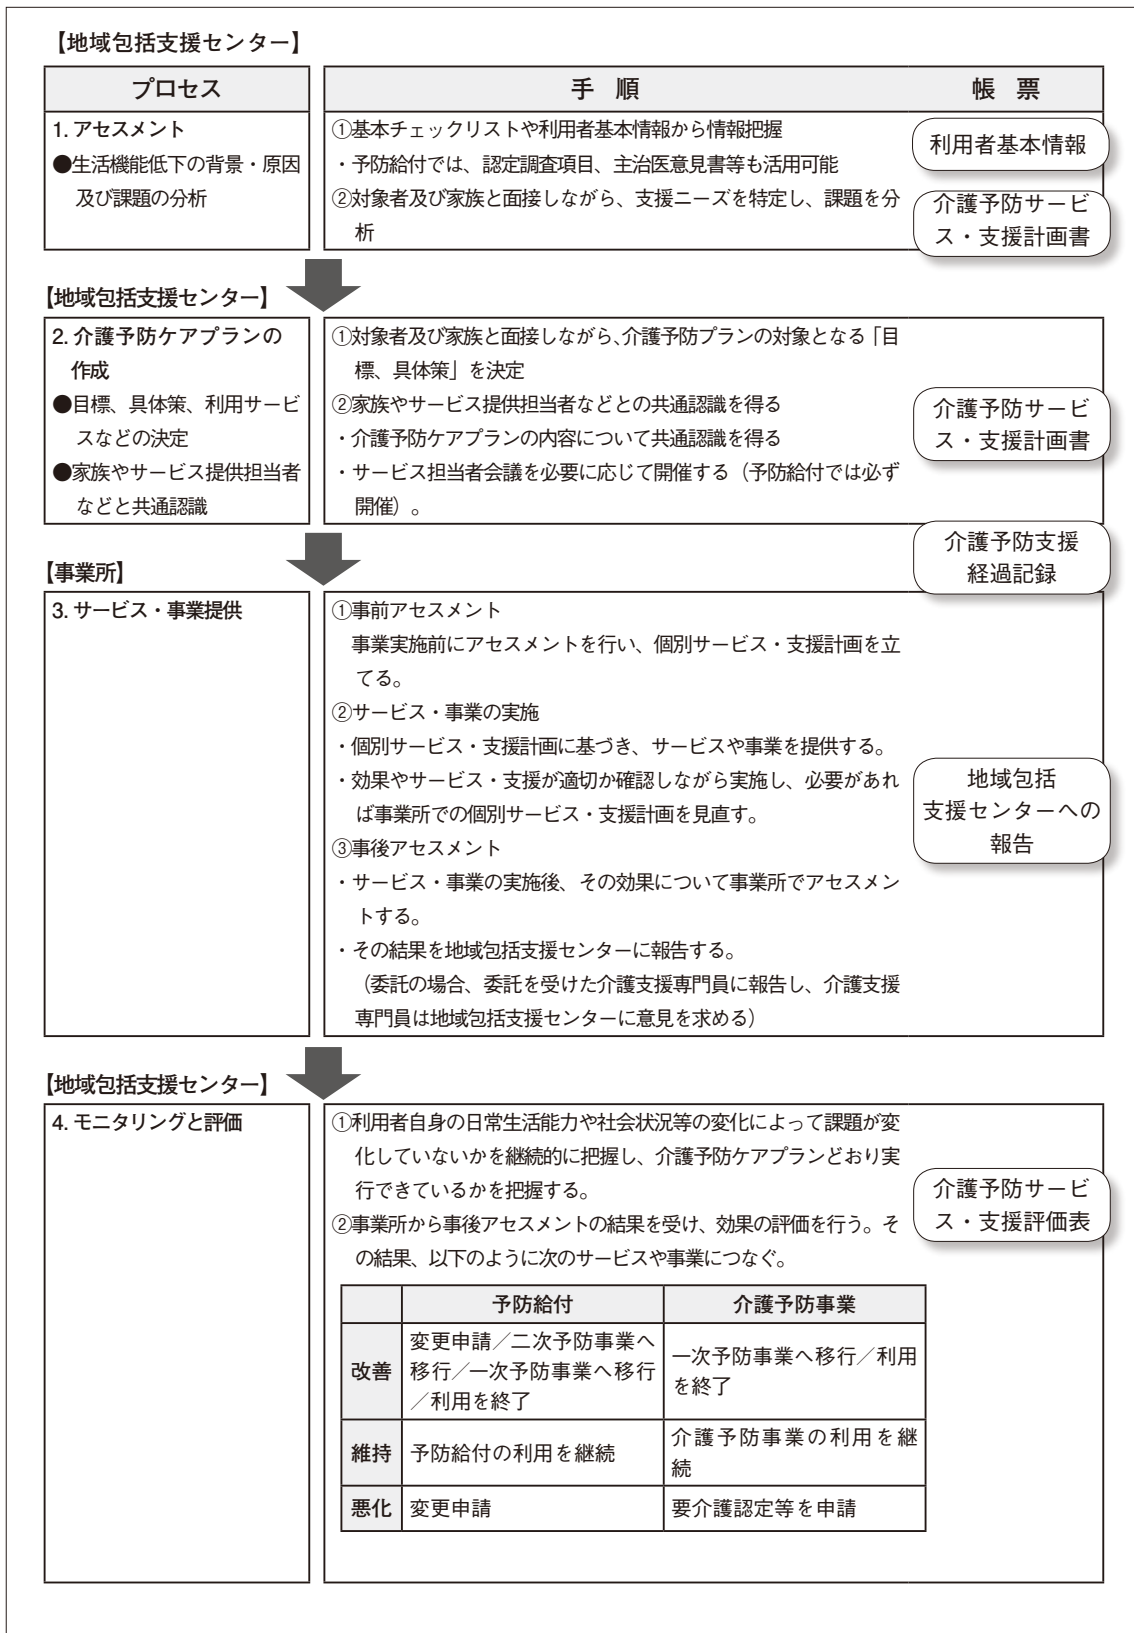 【地域包括支援センター】
プロセス
手　順
帳　票
1. アセスメント
●生活機能低下の背景・原因
及び課題の分析
①基本チェックリストや利用者基本情報から情報把握
・予防給付では、認定調査項目、主治医意見書等も活用可能
②対象者及び家族と面接しながら、支援ニーズを特定し、課題を分
析
利用者基本情報
介護予防サービ
ス・支援計画書
【地域包括支援センター】
2. 介護予防ケアプランの
作成
●目標、具体策、利用サービ
スなどの決定
●家族やサービス提供担当者
などと共通認識
①対象者及び家族と面接しながら、介護予防プランの対象となる「目
標、具体策」を決定
②家族やサービス提供担当者などとの共通認識を得る
・介護予防ケアプランの内容について共通認識を得る
・サービス担当者会議を必要に応じて開催する（予防給付では必ず
開催）。
介護予防サービ
ス・支援計画書
介護予防支援
経過記録
【事業所】
3. サービス・事業提供
①事前アセスメント
事業実施前にアセスメントを行い、個別サービス・支援計画を立
てる。
②サービス・事業の実施
・個別サービス・支援計画に基づき、サービスや事業を提供する。
・効果やサービス・支援が適切か確認しながら実施し、必要があれ
ば事業所での個別サービス・支援計画を見直す。
③事後アセスメント
・サービス・事業の実施後、その効果について事業所でアセスメン
トする。
・その結果を地域包括支援センターに報告する。
（委託の場合、委託を受けた介護支援専門員に報告し、介護支援
専門員は地域包括支援センターに意見を求める）
地域包括
支援センターへの
報告
【地域包括支援センター】
4. モニタリングと評価
①利用者自身の日常生活能力や社会状況等の変化によって課題が変
化していないかを継続的に把握し、介護予防ケアプランどおり実
行できているかを把握する。
②事業所から事後アセスメントの結果を受け、効果の評価を行う。そ
の結果、以下のように次のサービスや事業につなぐ。
介護予防サービ
ス・支援評価表
予防給付
介護予防事業
改善
変更申請／二次予防事業へ
移行／一次予防事業へ移行
／利用を終了
一次予防事業へ移行／利用
を終了
維持
予防給付の利用を継続
介護予防事業の利用を継
続
悪化
変更申請
要介護認定等を申請